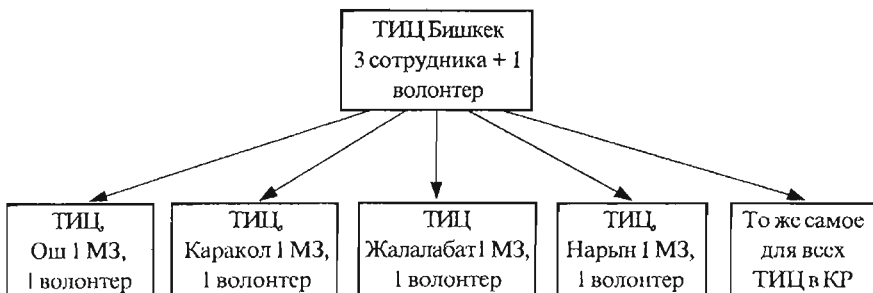 ТИЦ Бишкек
3 сотрудника + 1
волонтер
ТИЦ,
Ош 1 МЗ,
1 волонтер
ТИЦ,
Каракол 1 МЗ,
1 волонтер
ТИЦ
Жалалабат 1 МЗ,
1 волонтер
ТИЦ,
Нарын 1 МЗ,
1 волонтер
То же самое
для всех
ТИЦ в КР